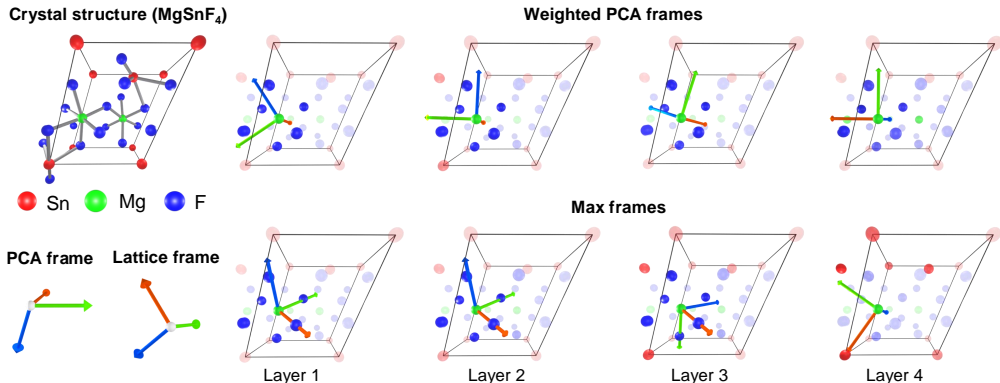 Crystal structure (MgSnF4)
Weighted PCA frames
Sn Mg F
Max frames
PCA frame Lattice frame
Layer 1 Layer 2 Layer 3 Layer 4